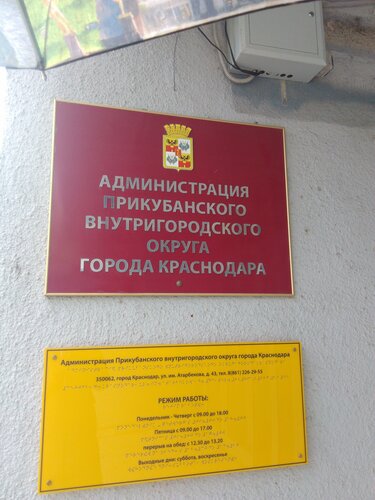 АДМИНИСТРАЦИЯ
ПРИКУБАНСКОГО
ВНУТРИГОРОДСКОГО
ОКРУГА
ГОРОДА КРАСНОДАРА
Администрация Прикубанского внутригородского округа города Краснодара
350062, город Краснодар, ул. им. Атарбекова, д. 43, тел. 8(861) 226-29-55
РЕЖИМ РАБОТЫ:
Понедельник - Четверг с 09.00 до 18.00
Пятница с 09.00 до 17.00
перерыв на обед: с 12.30 до 13.20
Выходные дни: суббота, воскресенье